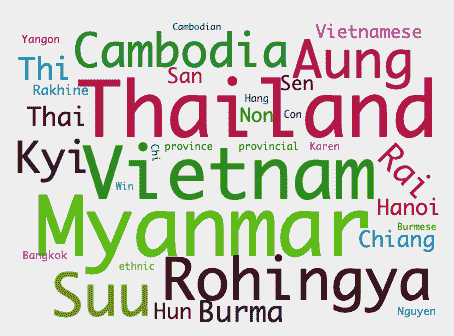 Cambodian
Yangon
Vietnamese
Cambodia
Aung
Thi
San
Sen
Rakhine
Thailand
Hang
Thai
Non
Con
Kyi
Chi
province
provincial
Karen
Rai
Vietnam
Win
Myanmar
Hanoi
Burmese
Chiang
Bangkok
ethnic
Rohingya
Suu
Hun
Burma
Nguyen